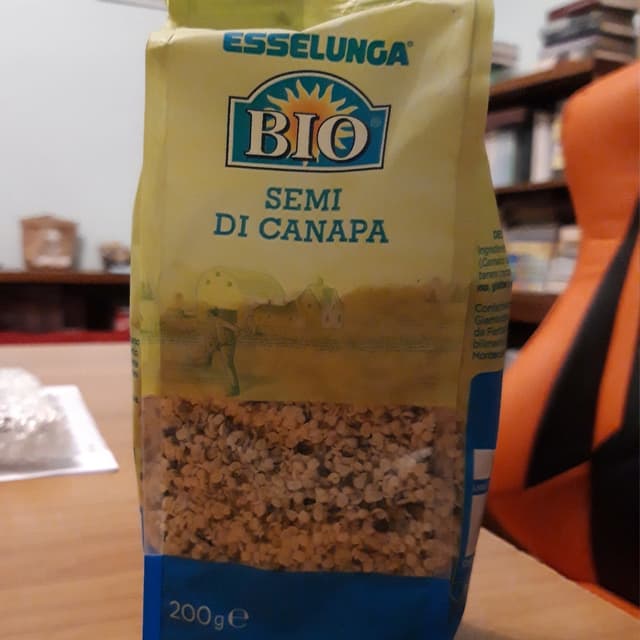 ESSELUNGA®
BIO®
SEMI
DI CANAPA
200g℮